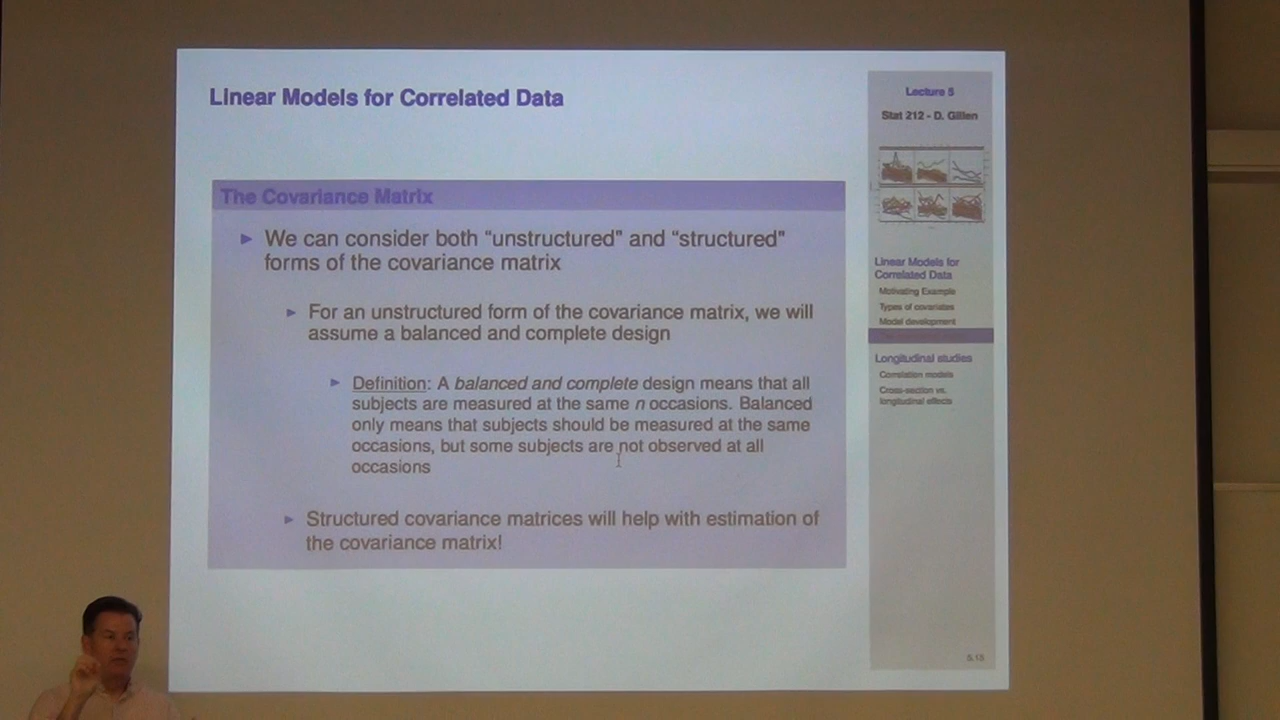 Linear Models for Correlated Data
The Covariance Matrix
We can consider both “unstructured” and “structured”
forms of the covariance matrix
For an unstructured form of the covariance matrix, we will
assume a balanced and complete design
Definition: A balanced and complete design means that all
subjects are measured at the same n occasions. Balanced
only means that subjects should be measured at the same
occasions, but some subjects are not observed at all
occasions
Structured covariance matrices will help with estimation of
the covariance matrix!
Lecture 5
Stat 212 - D. Gillen
Linear Models for
Correlated Data
Motivating Example
Types of covariates
Model development
Longitudinal studies
Correlation models
Cross-section vs.
longitudinal effects